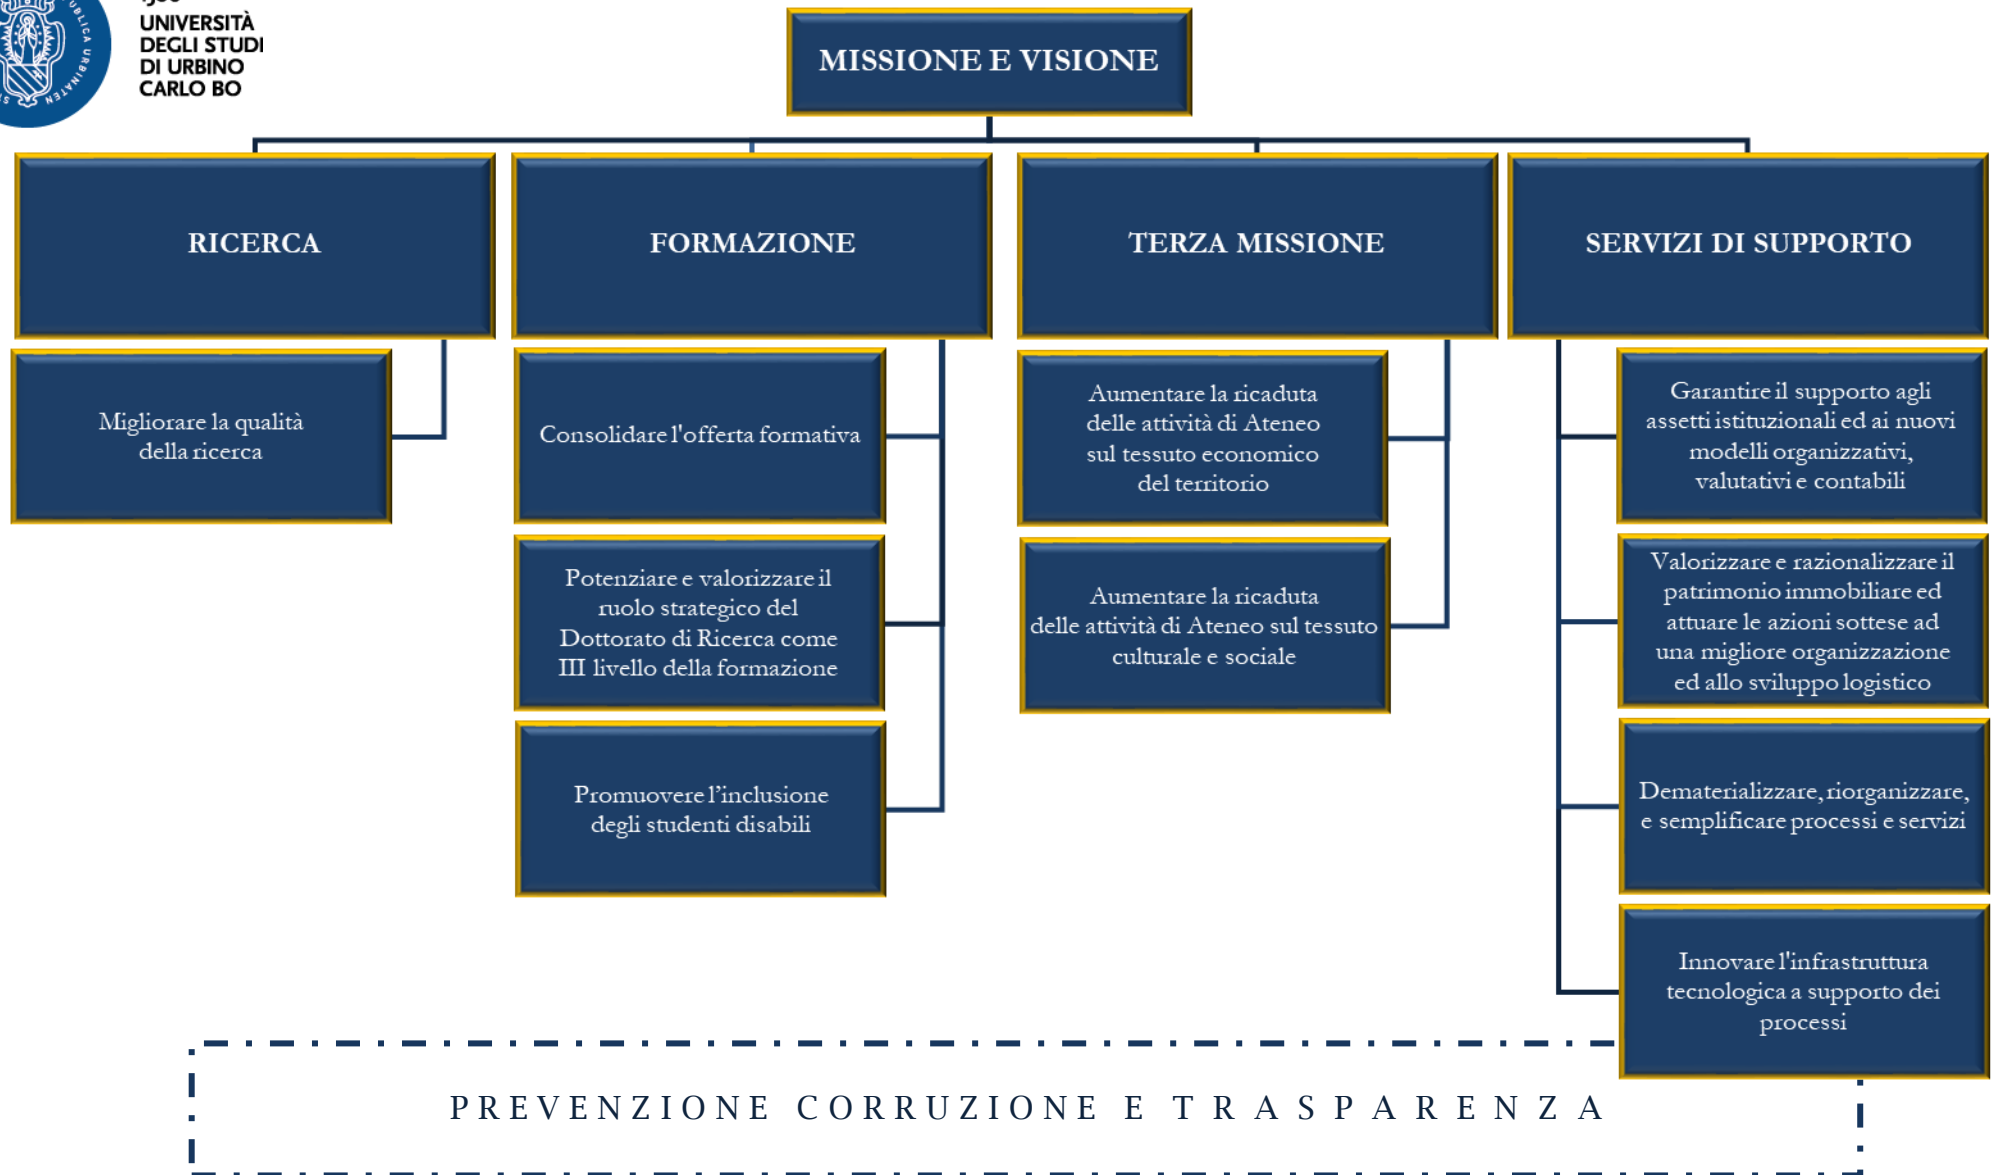 UNIVERSITÀ
DEGLI STUDI
DI URBINO
CARLO BO
MISSIONE E VISIONE
RICERCA
Migliorare la qualità
della ricerca
FORMAZIONE
Consolidare l'offerta formativa
Potenziare e valorizzare il
ruolo strategico del
Dottorato di Ricerca come
III livello della formazione
Promuovere l’inclusione
degli studenti disabili
TERZA MISSIONE
Aumentare la ricaduta
delle attività di Ateneo
sul tessuto economico
del territorio
Aumentare la ricaduta
delle attività di Ateneo sul tessuto
culturale e sociale
SERVIZI DI SUPPORTO
Garantire il supporto agli
assetti istituzionali ed ai nuovi
modelli organizzativi,
valutativi e contabili
Valorizzare e razionalizzare il
patrimonio immobiliare ed
attuare le azioni sottese ad
una migliore organizzazione
ed allo sviluppo logistico
Dematerializzare, riorganizzare,
e semplificare processi e servizi
Innovare l'infrastruttura
tecnologica a supporto dei
processi
PREVENZIONE CORRUZIONE E TRASPARENZA